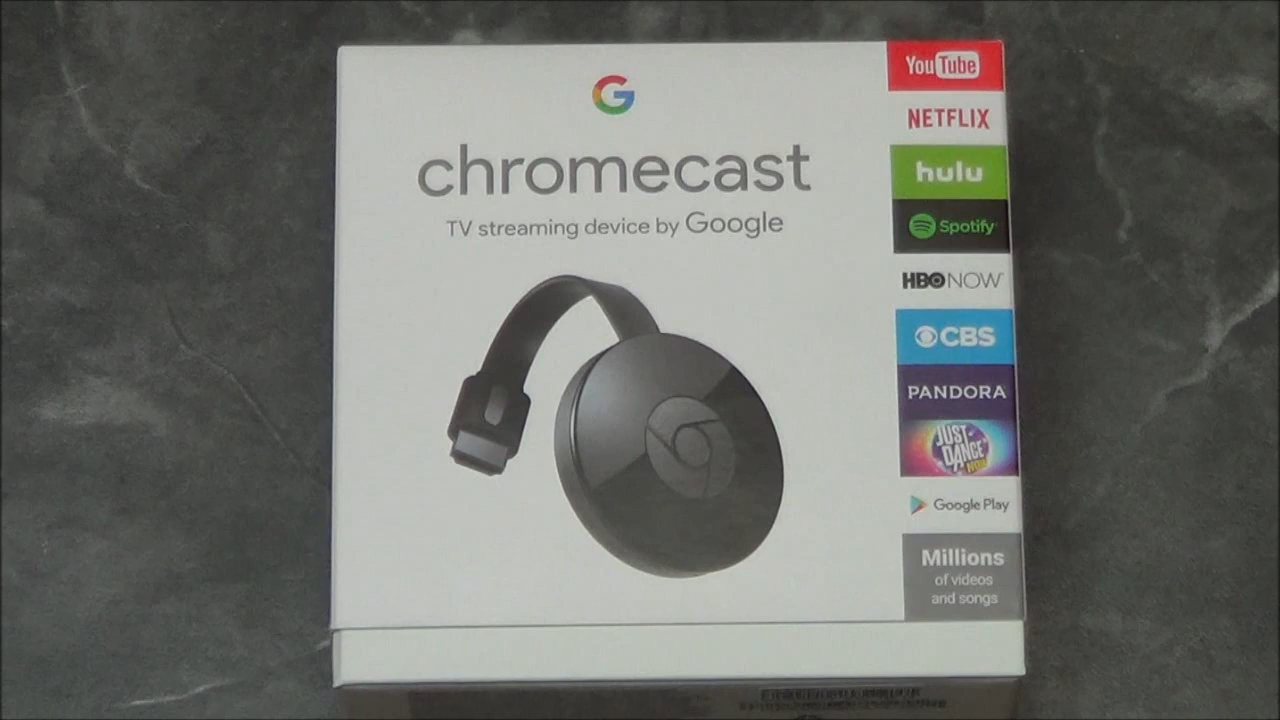 G
chromecast
TV streaming device by Google
YouTube
NETFLIX
hulu
Spotify
HBO NOW
CBS
PANDORA
JUST
DANCE
NOW
Google Play
Millions
of videos
and songs